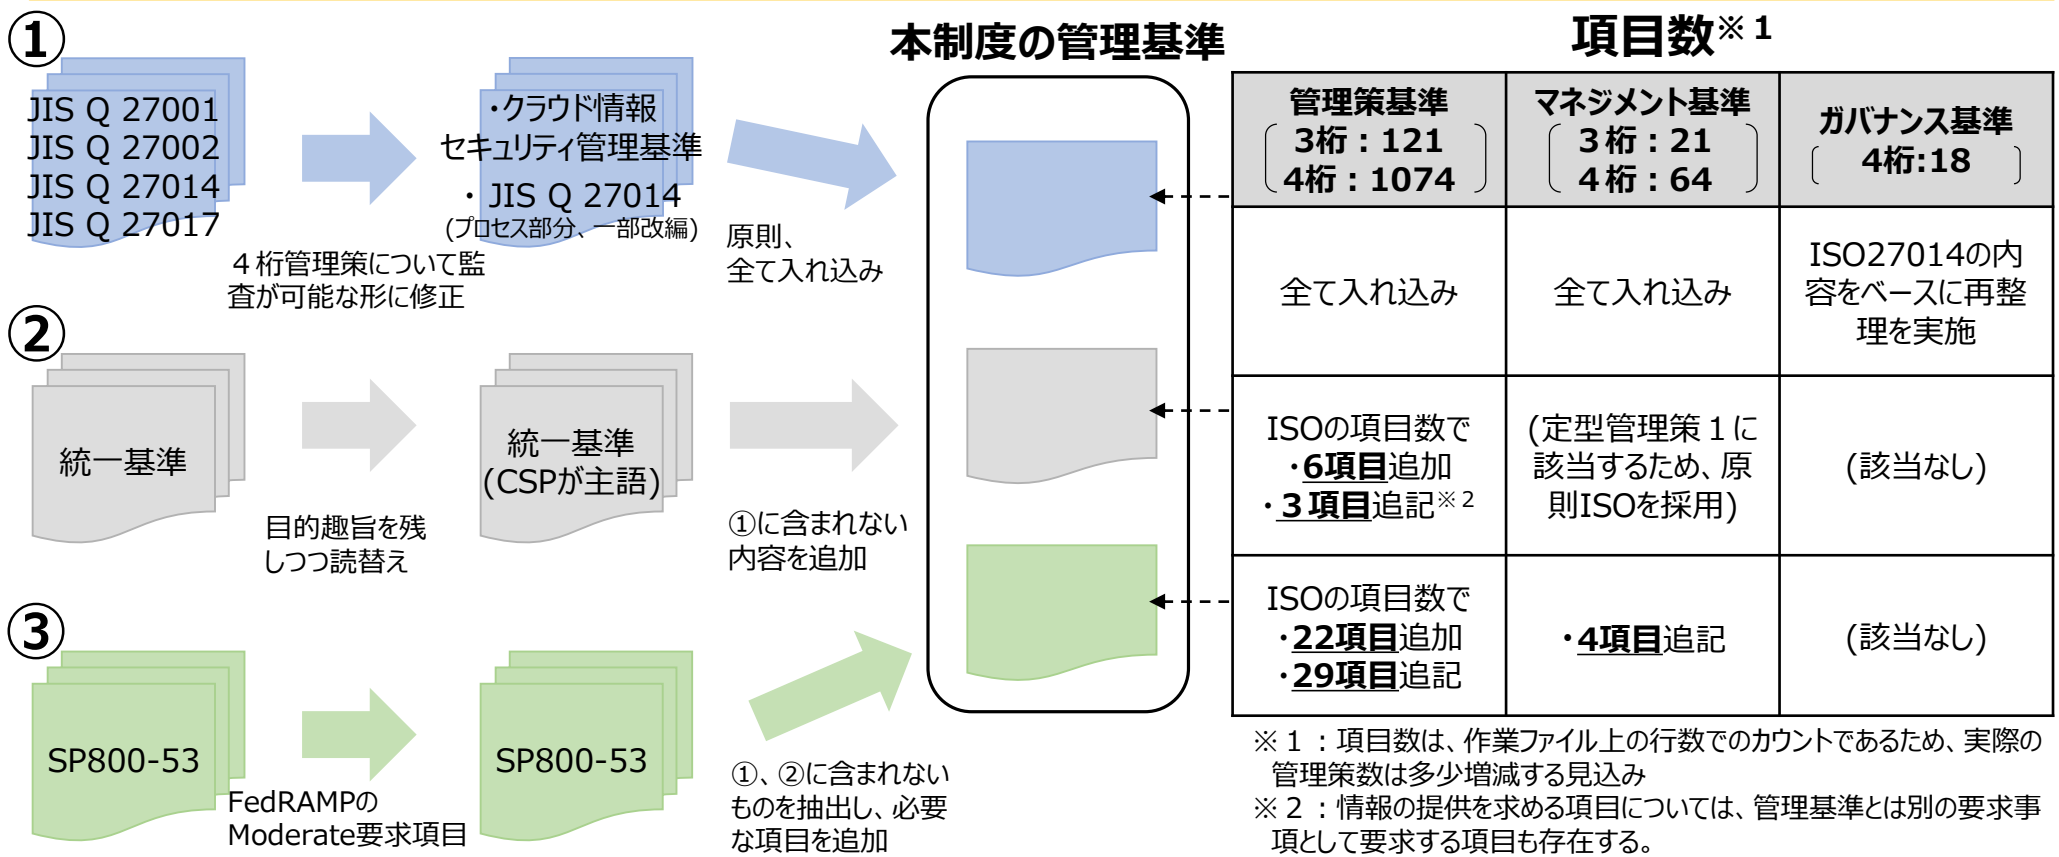 ①
JIS Q 27001
JIS Q 27002
JIS Q 27014
JIS Q 27017
４桁管理策について監
査が可能な形に修正
・クラウド情報
セキュリティ管理基準
・JIS Q 27014
(プロセス部分、一部改編)
原則、
全て入れ込み
②
統一基準
目的趣旨を残
しつつ読替え
統一基準
(CSPが主語)
①に含まれない
内容を追加
③
SP800-53
FedRAMPの
Moderate要求項目
SP800-53
①、②に含まれない
ものを抽出し、必要
な項目を追加
本制度の管理基準
項目数※１
管理策基準
3桁：121
4桁：1074
マネジメント基準
３桁：21
４桁：64
ガバナンス基準
4桁:18
全て入れ込み
全て入れ込み
ISO27014の内
容をベースに再整
理を実施
ISOの項目数で
・6項目追加
・３項目追記※２
(定型管理策１に
該当するため、原
則ISOを採用)
(該当なし)
ISOの項目数で
・22項目追加
・29項目追記
・4項目追記
(該当なし)
※１：項目数は、作業ファイル上の行数でのカウントであるため、実際の
管理策数は多少増減する見込み
※２：情報の提供を求める項目については、管理基準とは別の要求事
項として要求する項目も存在する。